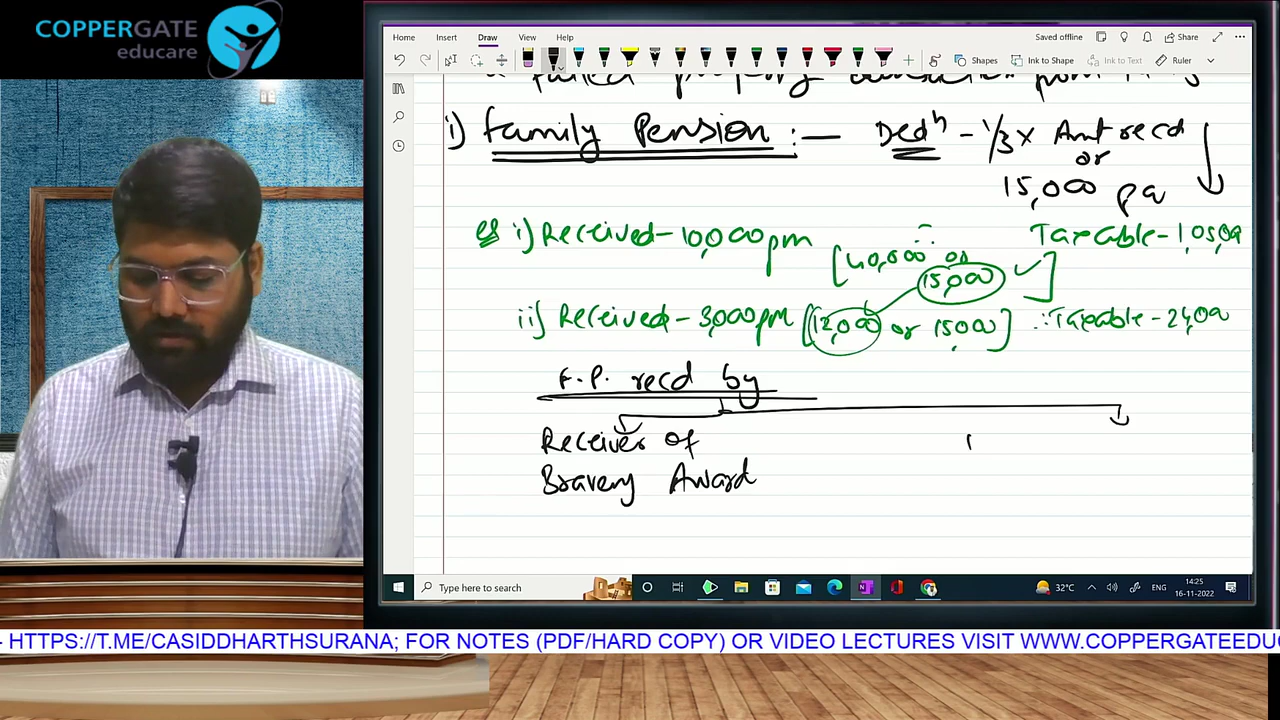 COPPERGATE
educare
Home Insert Draw View Help
Saved offline
Share
Shapes
Ink to Shape
Ink to Text
Ruler
i) Family Pension :— Dedⁿ - 1/3 x Amt recd
or
15,000 pa
eg i) Received - 10,000 pm
∴ Taxable - 1,05,000
[40,000 or
15,000 ✓]
ii) Received - 3,000 pm [12,000 or 15000] ∴ Taxable - 24,000
F.P. recd by
Receiver of
Bravery Award
Type here to search
32°C
ENG
14:25
16-11-2022
- HTTPS://T.ME/CASIDDHARTHSURANA; FOR NOTES (PDF/HARD COPY) OR VIDEO LECTURES VISIT WWW.COPPERGATEEDUC